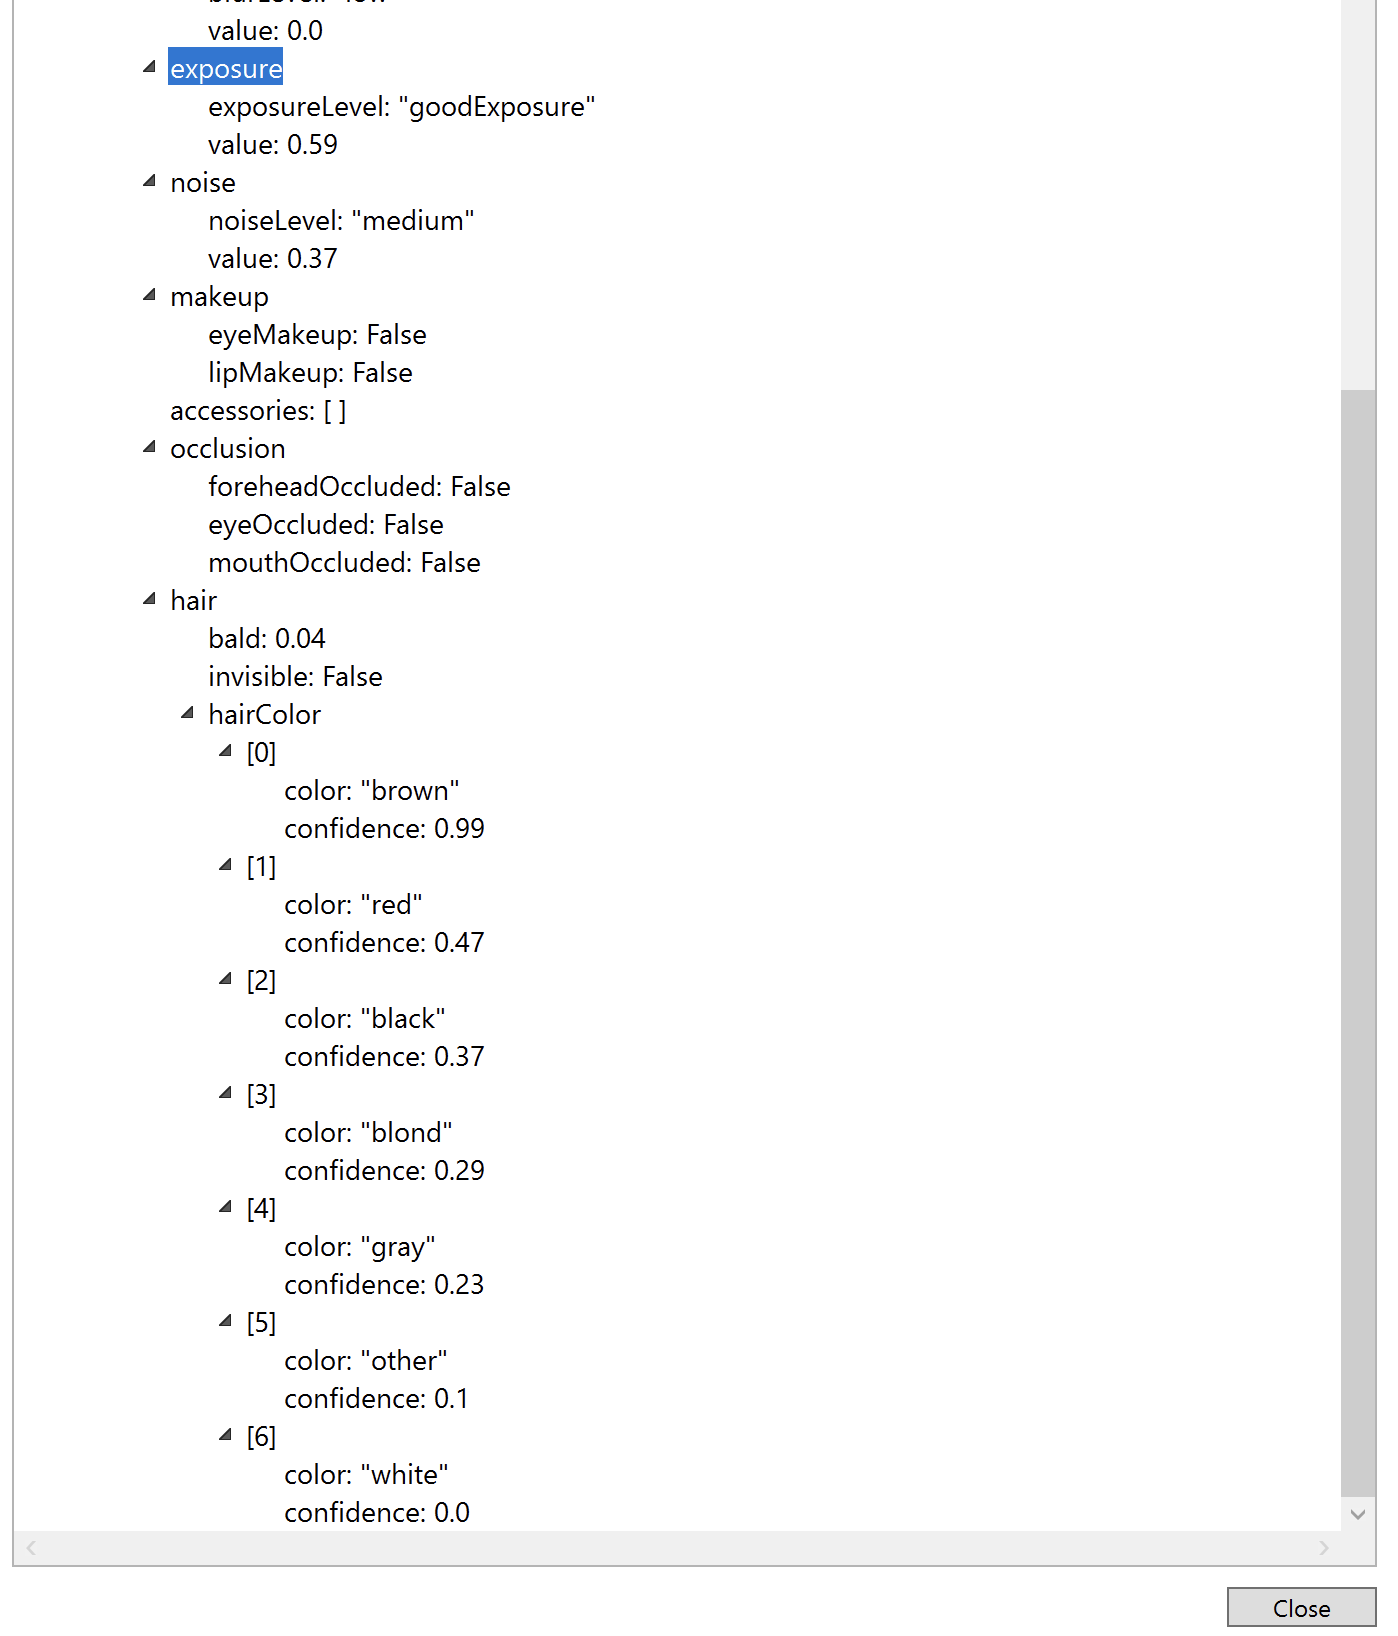 value: 0.0
exposure
exposureLevel: "goodExposure"
value: 0.59
noise
noiseLevel: "medium"
value: 0.37
makeup
eyeMakeup: False
lipMakeup: False
accessories: [ ]
occlusion
foreheadOccluded: False
eyeOccluded: False
mouthOccluded: False
hair
bald: 0.04
invisible: False
hairColor
[0]
color: "brown"
confidence: 0.99
[1]
color: "red"
confidence: 0.47
[2]
color: "black"
confidence: 0.37
[3]
color: "blond"
confidence: 0.29
[4]
color: "gray"
confidence: 0.23
[5]
color: "other"
confidence: 0.1
[6]
color: "white"
confidence: 0.0
Close